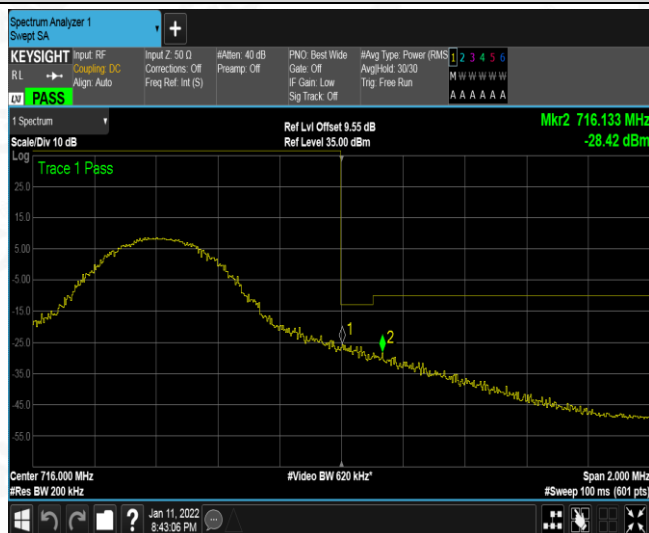 Spectrum Analyzer 1
Swept SA
+
KEYSIGHT Input: RF
RL Coupling: DC
Align: Auto
LXI PASS
Input Z: 50 Ω
Corrections: Off
Freq Ref: Int (S)
#Atten: 40 dB
Preamp: Off
PNO: Best Wide
Gate: Off
IF Gain: Low
Sig Track: Off
#Avg Type: Power (RMS
Avg|Hold: 30/30
Trig: Free Run
1 2 3 4 5 6
M W W W W W
A A A A A A
1 Spectrum
Scale/Div 10 dB
Ref Lvl Offset 9.55 dB
Ref Level 35.00 dBm
Mkr2 716.133 MHz
-28.42 dBm
Log
Trace 1 Pass
25.0
15.0
5.00
-5.00
-15.0
-25.0
-35.0
-45.0
-55.0
1
2
Center 716.000 MHz
#Res BW 200 kHz
#Video BW 620 kHz*
Span 2.000 MHz
#Sweep 100 ms (601 pts)
?
Jan 11, 2022
8:43:06 PM